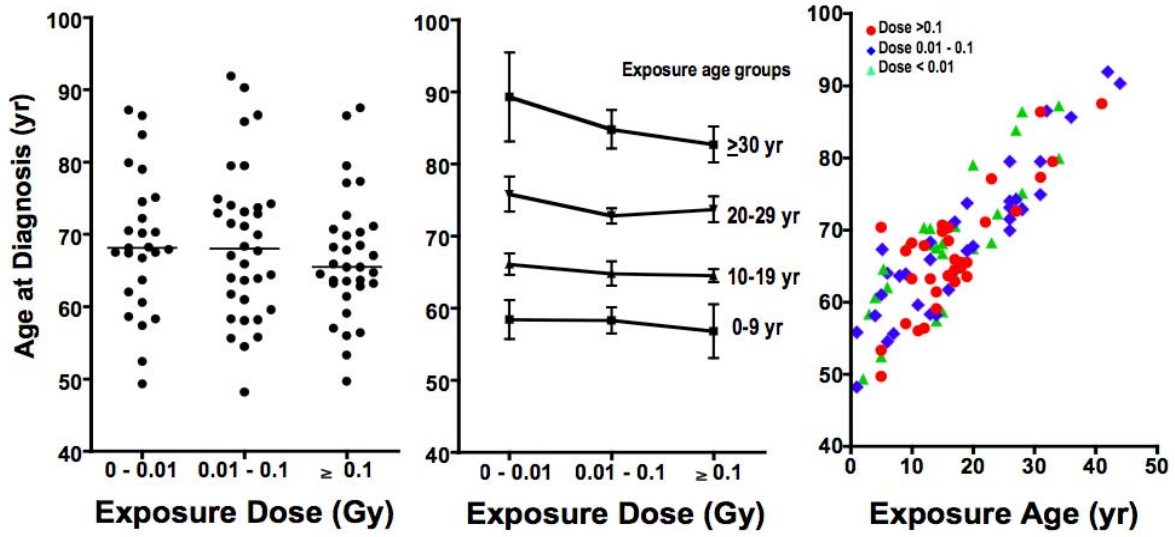 Age at Diagnosis (yr)
100
90
80
70
60
50
40
0 - 0.01
0.01 - 0.1
≥ 0.1
Exposure Dose (Gy)
100
90
80
70
60
50
40
Exposure age groups
≥30 yr
20-29 yr
10-19 yr
0-9 yr
0 - 0.01
0.01 - 0.1
≥ 0.1
Exposure Dose (Gy)
100
90
80
70
60
50
40
Dose >0.1
Dose 0.01 - 0.1
Dose < 0.01
0
10
20
30
40
50
Exposure Age (yr)